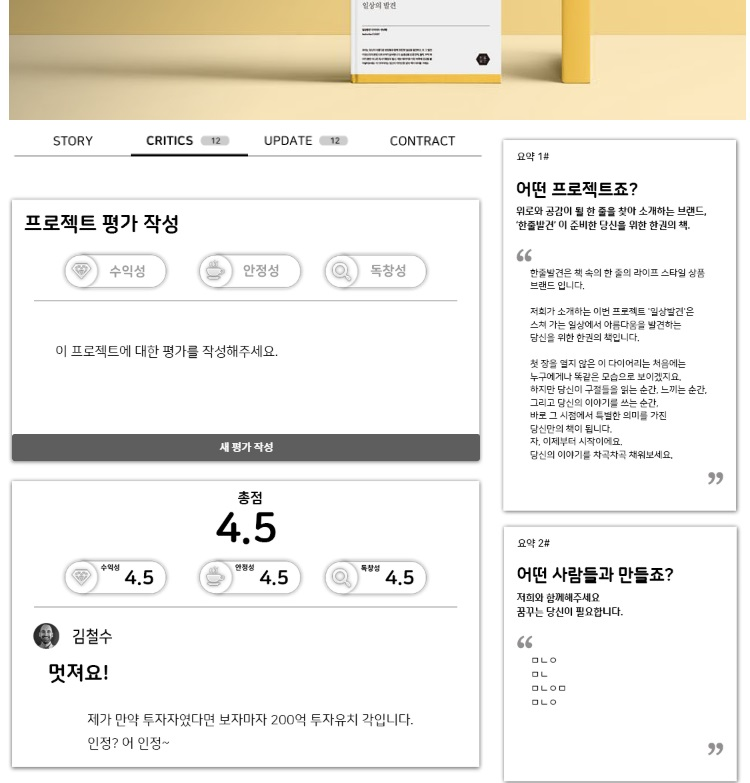 일상의 발견
STORY
CRITICS 12
UPDATE 12
CONTRACT
프로젝트 평가 작성
수익성
안정성
독창성
이 프로젝트에 대한 평가를 작성해주세요.
새 평가 작성
총점
4.5
수익성 4.5
안정성 4.5
독창성 4.5
김철수
멋져요!
제가 만약 투자자였다면 보자마자 200억 투자유치 각입니다.
인정? 어 인정~
요약 1#
어떤 프로젝트죠?
위로와 공감이 될 한 줄을 찾아 소개하는 브랜드,
'한줄발견' 이 준비한 당신을 위한 한권의 책.
“
한줄발견은 책 속의 한 줄의 라이프 스타일 상품
브랜드 입니다.
저희가 소개하는 이번 프로젝트 '일상발견'은
스쳐 가는 일상에서 아름다움을 발견하는
당신을 위한 한권의 책입니다.
첫 장을 열지 않은 이 다이어리는 처음에는
누구에게나 똑같은 모습으로 보이겠지요.
하지만 당신이 구절들을 읽는 순간, 느끼는 순간,
그리고 당신의 이야기를 쓰는 순간,
바로 그 시점에서 특별한 의미를 가진
당신만의 책이 됩니다.
자, 이제부터 시작이에요.
당신의 이야기를 차곡차곡 채워보세요.
”
요약 2#
어떤 사람들과 만들죠?
저희와 함께해주세요
꿈꾸는 당신이 필요합니다.
“
ㅁㄴㅇ
ㅁㄴ
ㅁㄴㅇㅁ
ㅁㄴㅇ
”